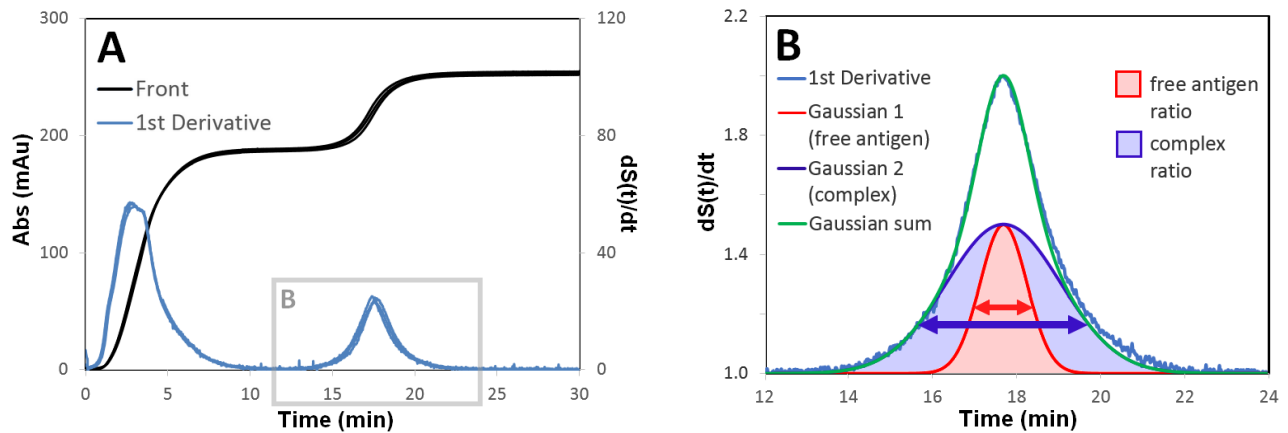 A
Front
1st Derivative
B
300
200
100
0
Abs (mAu)
120
80
40
0
dS(t)/dt
0 5 10 15 20 25 30
Time (min)
B
1st Derivative
Gaussian 1
(free antigen)
Gaussian 2
(complex)
Gaussian sum
free antigen
ratio
complex
ratio
2.2
1.8
1.4
1.0
dS(t)/dt
12 14 16 18 20 22 24
Time (min)